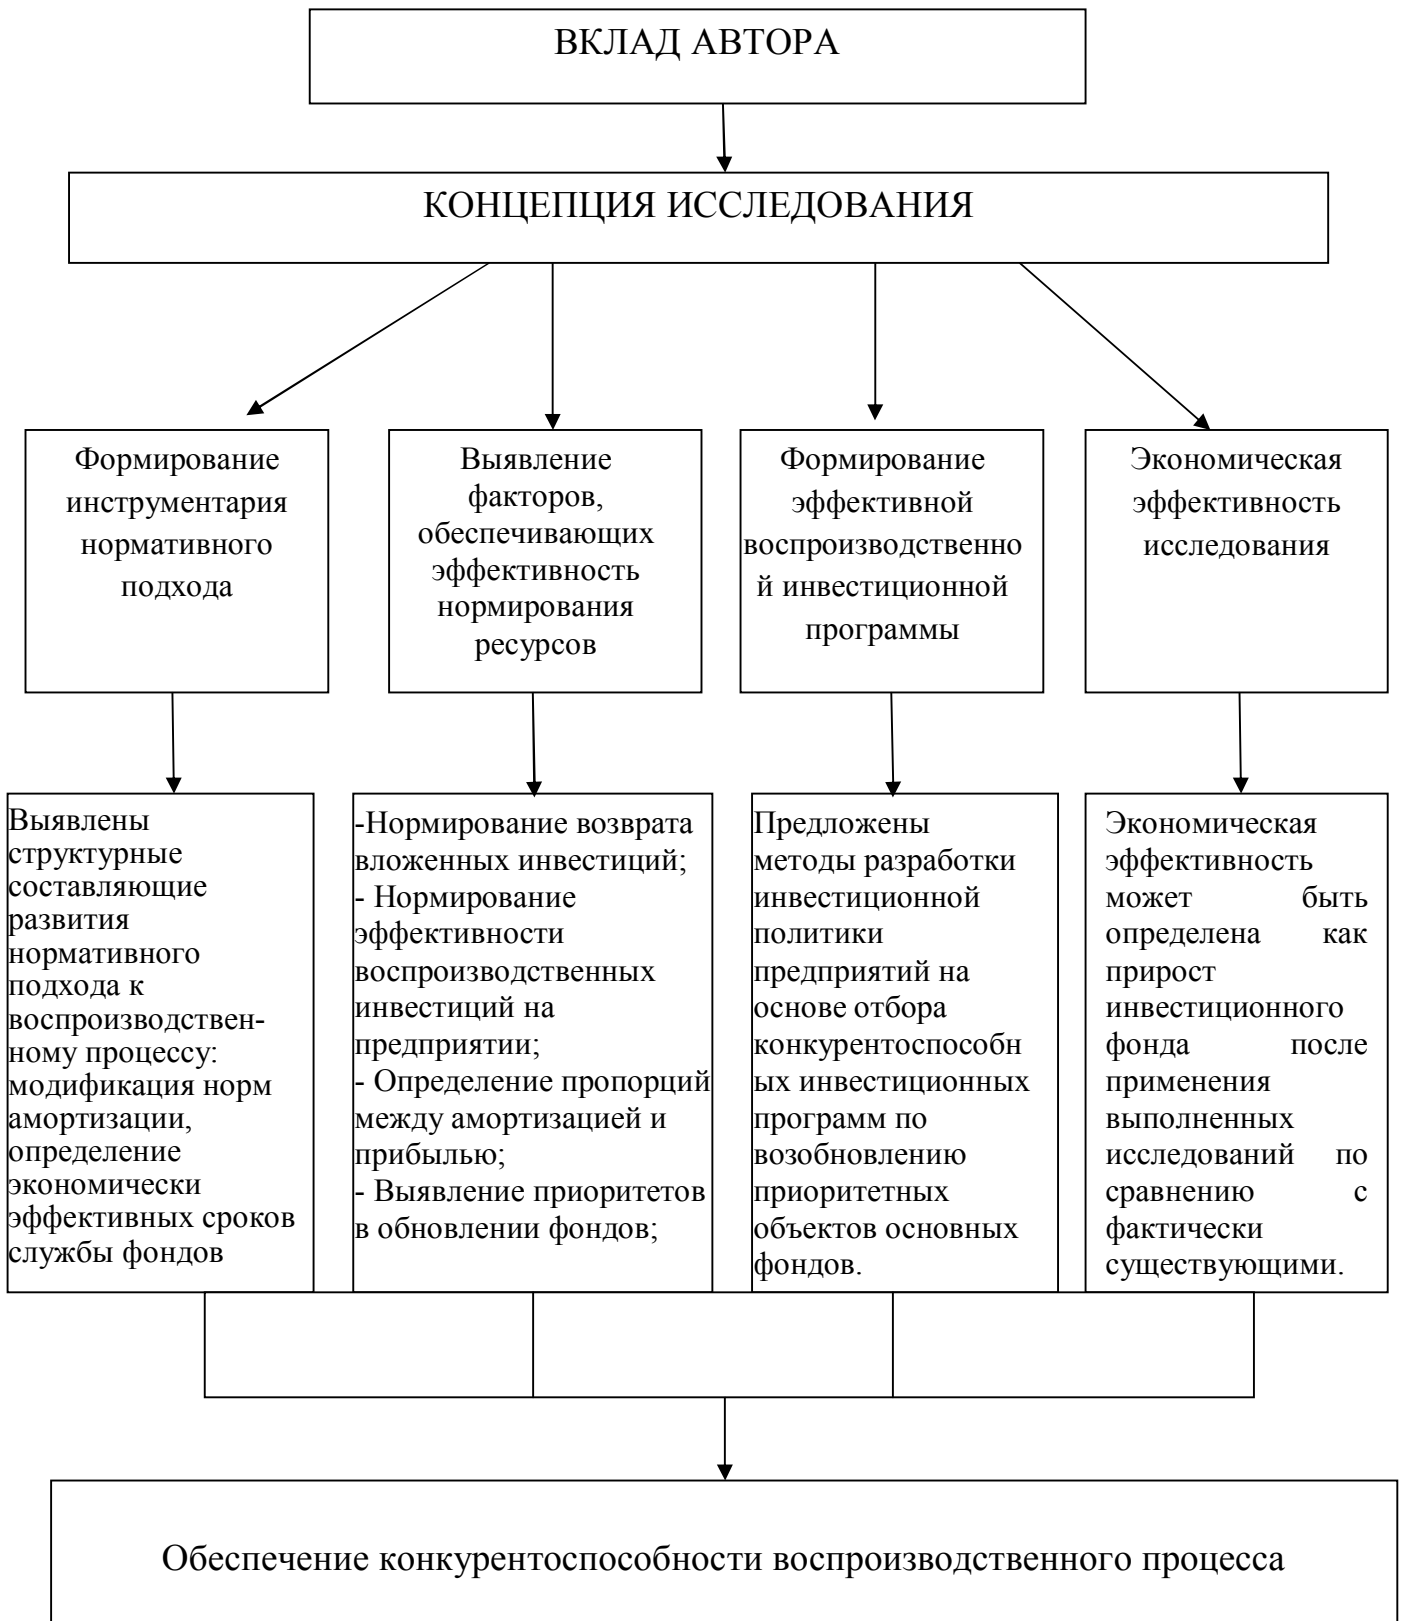 ВКЛАД АВТОРА
КОНЦЕПЦИЯ ИССЛЕДОВАНИЯ
Формирование
инструментария
нормативного
подхода
Выявление
факторов,
обеспечивающих
эффективность
нормирования
ресурсов
Формирование
эффективной
воспроизводственно
й инвестиционной
программы
Экономическая
эффективность
исследования
Выявлены
структурные
составляющие
развития
нормативного
подхода к
воспроизводствен-
ному процессу:
модификация норм
амортизации,
определение
экономически
эффективных сроков
службы фондов
-Нормирование возврата
вложенных инвестиций;
- Нормирование
эффективности
воспроизводственных
инвестиций на
предприятии;
- Определение пропорций
между амортизацией и
прибылью;
- Выявление приоритетов
в обновлении фондов;
Предложены
методы разработки
инвестиционной
политики
предприятий на
основе отбора
конкурентоспособн
ых инвестиционных
программ по
возобновлению
приоритетных
объектов основных
фондов.
Экономическая
эффективность
может быть
определена как
прирост
инвестиционного
фонда после
применения
выполненных
исследований по
сравнению с
фактически
существующими.
Обеспечение конкурентоспособности воспроизводственного процесса